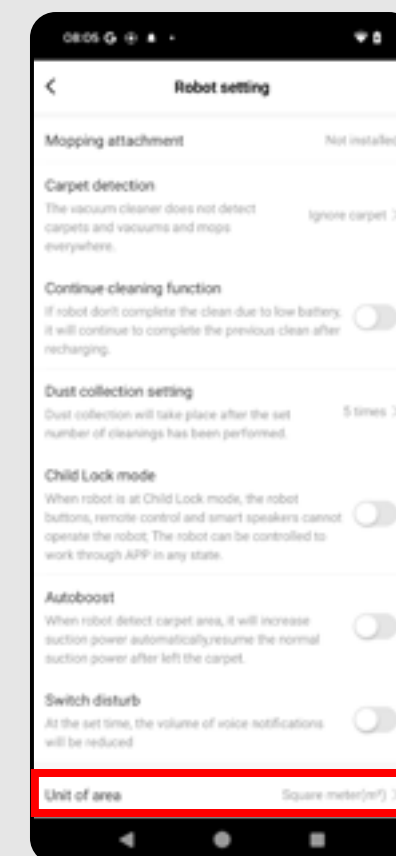 08:05 G
Robot setting
Mopping attachment Not installed
Carpet detection
The vacuum cleaner does not detect
carpets and vacuums and mops
everywhere.
Ignore carpet
Continue cleaning function
If robot don't complete the clean due to low battery,
it will continue to complete the previous clean after
recharging.
Dust collection setting
Dust collection will take place after the set
number of cleanings has been performed.
5 times
Child Lock mode
When robot is at Child Lock mode, the robot
buttons, remote control and smart speakers cannot
operate the robot; The robot can be controlled to
work through APP in any state.
Autoboost
When robot detect carpet area, it will increase
suction power automatically,resume the normal
suction power after left the carpet.
Switch disturb
At the set time, the volume of voice notifications
will be reduced
Unit of area Square meter(m²)